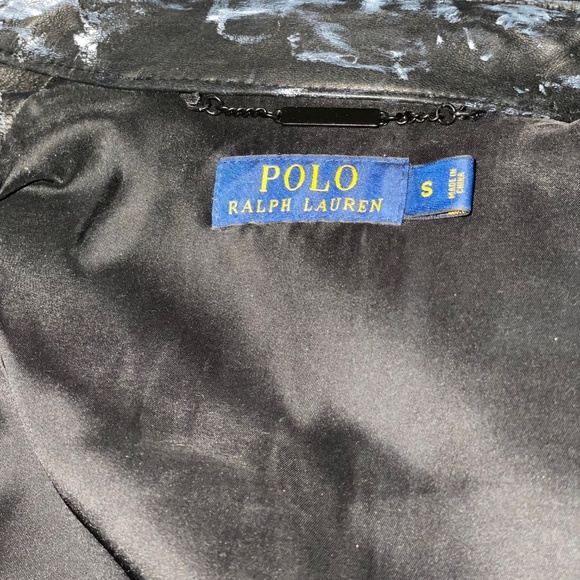 POLO
RALPH LAUREN
S
MADE IN
CHINA